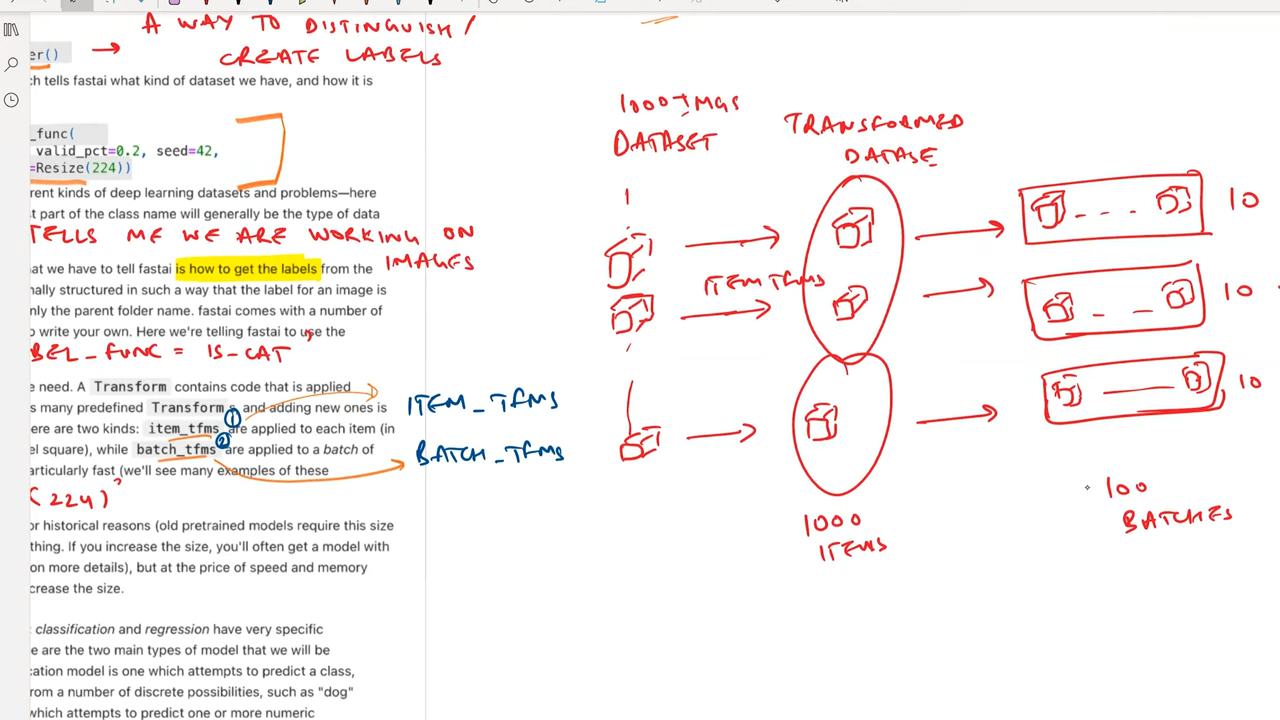 A WAY TO DISTINGUISH/
CREATE LABELS
er()
ch tells fastai what kind of dataset we have, and how it is
_func(
valid_pct=0.2, seed=42,
=Resize(224))
rent kinds of deep learning datasets and problems—here
t part of the class name will generally be the type of data
TELLS ME WE ARE WORKING ON
IMAGES
at we have to tell fastai is how to get the labels from the
nally structured in such a way that the label for an image is
nly the parent folder name. fastai comes with a number of
o write your own. Here we're telling fastai to use the
BEL_FUNC = IS_CAT
e need. A Transform contains code that is applied
s many predefined Transform s, and adding new ones is
ere are two kinds: item_tfms are applied to each item (in
el square), while batch_tfms are applied to a batch of
articularly fast (we'll see many examples of these
1
2
ITEM_TFMS
BATCH_TFMS
(224)
or historical reasons (old pretrained models require this size
thing. If you increase the size, you'll often get a model with
on more details), but at the price of speed and memory
crease the size.
: classification and regression have very specific
e are the two main types of model that we will be
cation model is one which attempts to predict a class,
rom a number of discrete possibilities, such as "dog"
which attempts to predict one or more numeric
1000 IMGS
DATASET
TRANSFORMED
DATASE
ITEM TFMS
10
10
10
1000
ITEMS
100
BATCHES